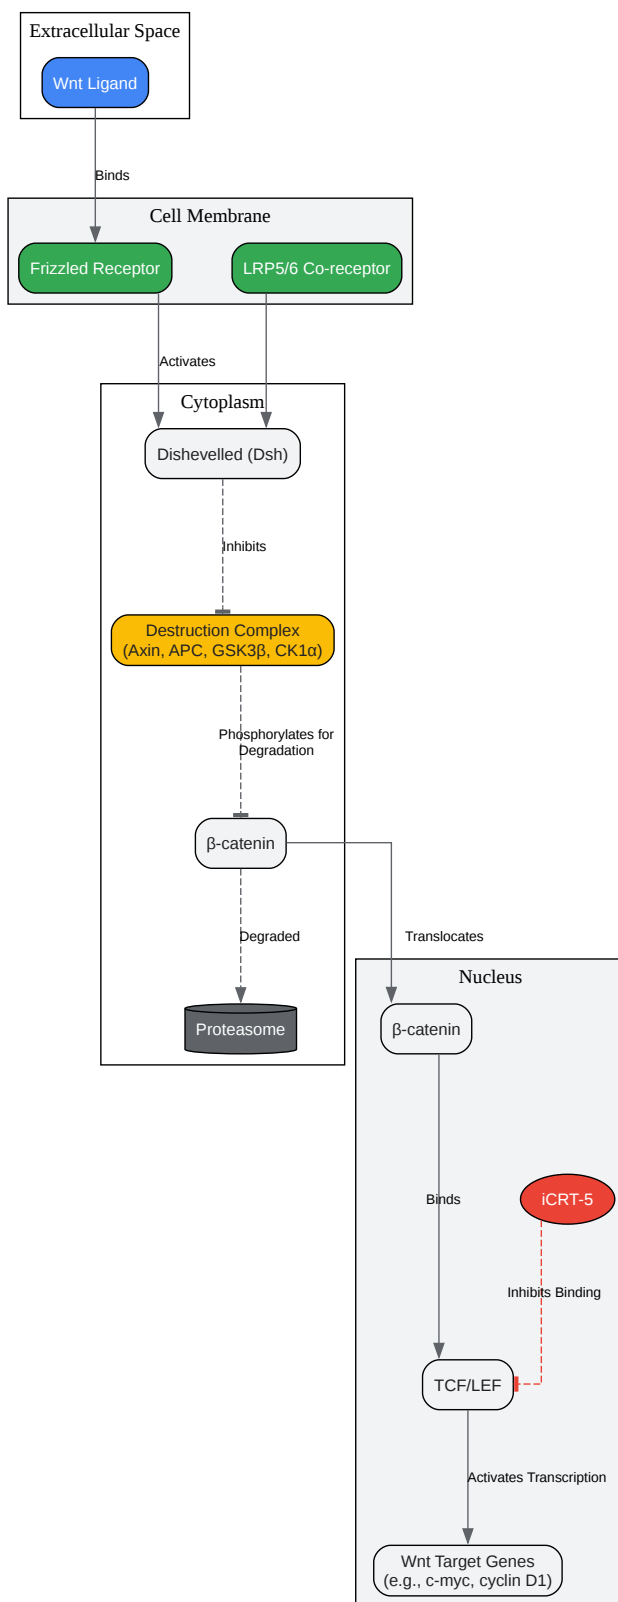 Extracellular Space
Wnt Ligand
Binds
Cell Membrane
Frizzled Receptor
LRP5/6 Co-receptor
Activates
Cytoplasm
Dishevelled (Dsh)
Inhibits
Destruction Complex
(Axin, APC, GSK3β, CK1α)
Phosphorylates for
Degradation
β-catenin
Degraded
Translocates
Proteasome
Nucleus
β-catenin
Binds
iCRT-5
Inhibits Binding
TCF/LEF
Activates Transcription
Wnt Target Genes
(e.g., c-myc, cyclin D1)